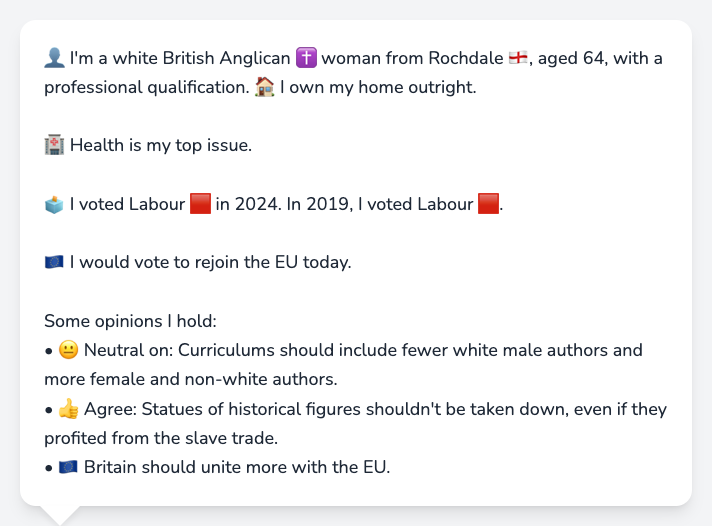 👤 I'm a white British Anglican ✝️ woman from Rochdale 🏴󠁧󠁢󠁥󠁮󠁧󠁿, aged 64, with a
professional qualification. 🏠 I own my home outright.
🏥 Health is my top issue.
🗳️ I voted Labour 🟥 in 2024. In 2019, I voted Labour 🟥.
🇪🇺 I would vote to rejoin the EU today.
Some opinions I hold:
• 😐 Neutral on: Curriculums should include fewer white male authors and
more female and non-white authors.
• 👍 Agree: Statues of historical figures shouldn't be taken down, even if they
profited from the slave trade.
• 🇪🇺 Britain should unite more with the EU.